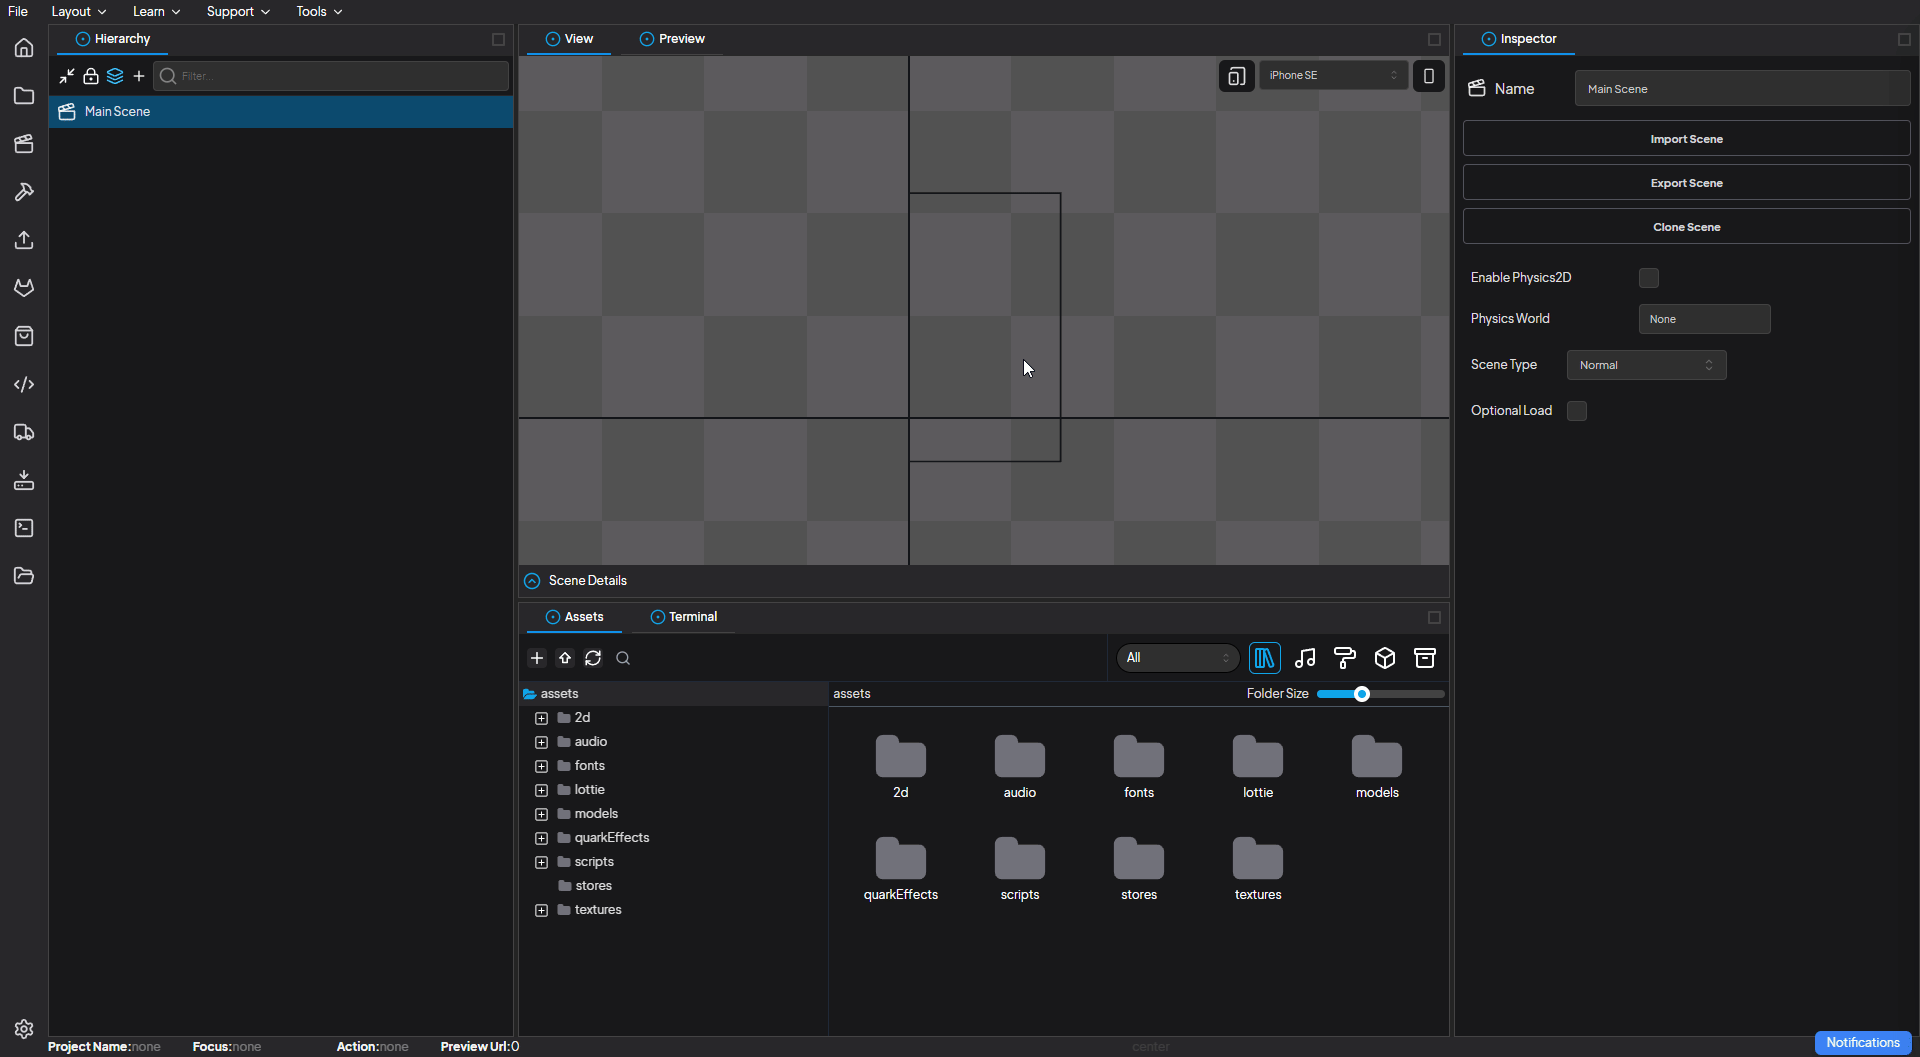 File Layout Learn Support Tools
Hierarchy
Filter...
Main Scene
View Preview
iPhone SE
Scene Details
Assets Terminal
All
assets
2d
audio
fonts
lottie
models
quarkEffects
scripts
stores
textures
assets Folder Size
2d audio fonts lottie models
quarkEffects scripts stores textures
Inspector
Name Main Scene
Import Scene
Export Scene
Clone Scene
Enable Physics2D
Physics World None
Scene Type Normal
Optional Load
Project Name:none Focus:none Action:none Preview Url:0 center
Notifications